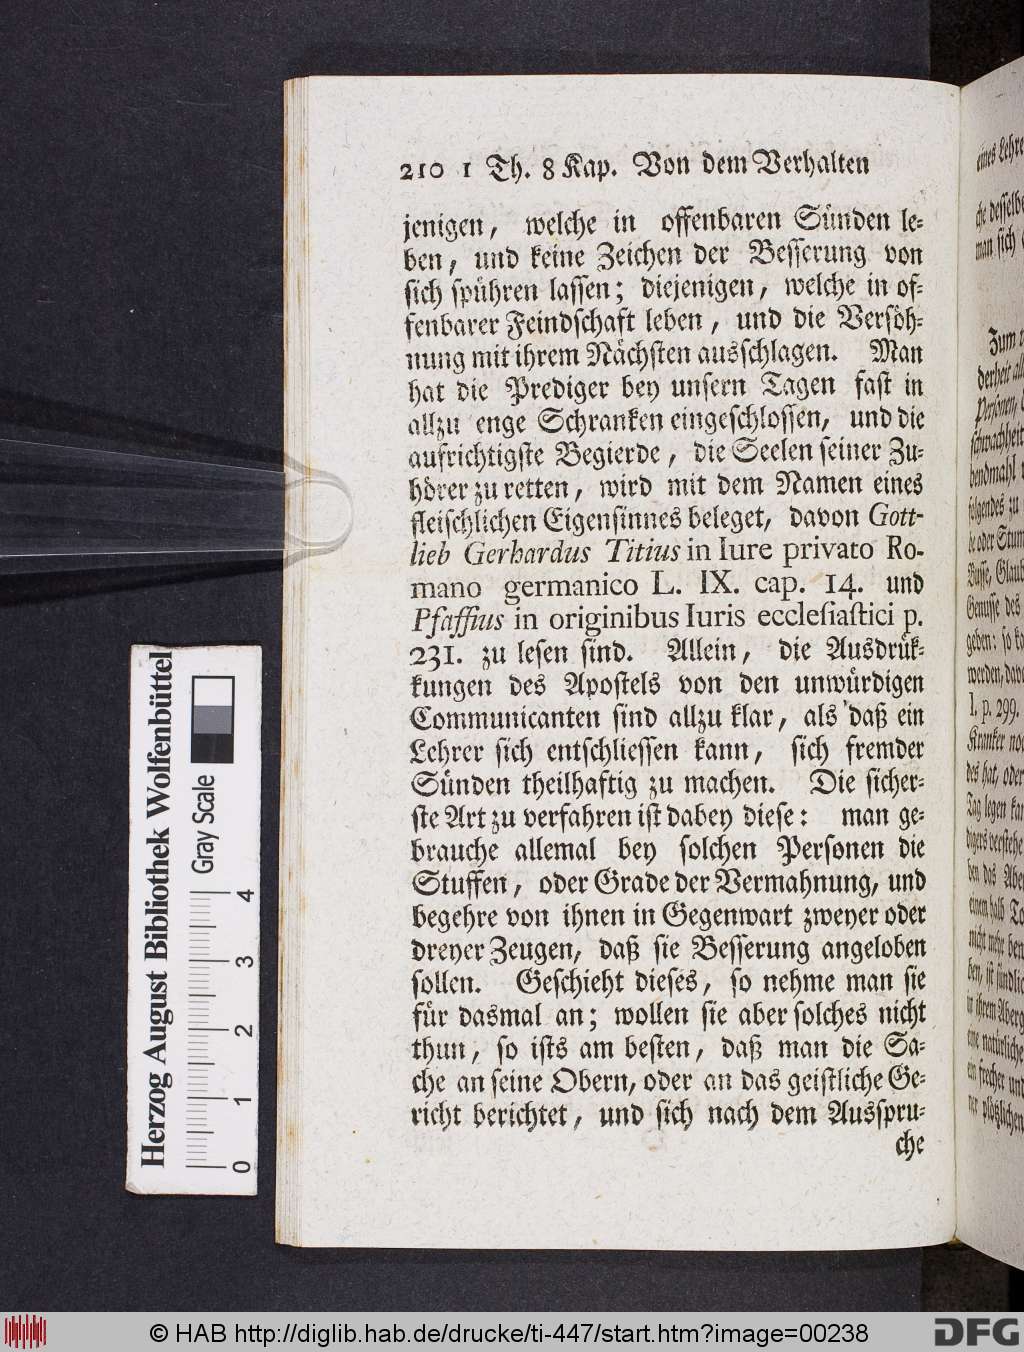 210 1 Th. 8 Kap. Von dem Verhalten
jenigen, welche in offenbaren Sünden le-
ben, und keine Zeichen der Besserung von
sich spühren lassen; diejenigen, welche in of-
fenbarer Feindschaft leben, und die Versöh-
nung mit ihrem Nächsten ausschlagen. Man
hat die Prediger bey unsern Tagen fast in
allzu enge Schranken eingeschlossen, und die
aufrichtigste Begierde, die Seelen seiner Zu-
hörer zu retten, wird mit dem Namen eines
fleischlichen Eigensinnes beleget, davon Gott-
lieb Gerhardus Titius in Iure privato Ro-
mano germanico L. IX. cap. 14. und
Pfaffius in originibus Iuris ecclesiastici p.
231. zu lesen sind. Allein, die Ausdrük-
kungen des Apostels von den unwürdigen
Communicanten sind allzu klar, als daß ein
Lehrer sich entschliessen kann, sich fremder
Sünden theilhaftig zu machen. Die sicher-
ste Art zu verfahren ist dabey diese: man ge-
brauche allemal bey solchen Personen die
Stuffen, oder Grade der Vermahnung, und
begehre von ihnen in Gegenwart zweyer oder
dreyer Zeugen, daß sie Besserung angeloben
sollen. Geschieht dieses, so nehme man sie
für dasmal an; wollen sie aber solches nicht
thun, so ists am besten, daß man die Sa-
che an seine Obern, oder an das geistliche Ge-
richt berichtet, und sich nach dem Ausspru-
che
Herzog August Bibliothek Wolfenbüttel
Gray Scale
0 1 2 3 4
© HAB http://diglib.hab.de/drucke/ti-447/start.htm?image=00238
DFG